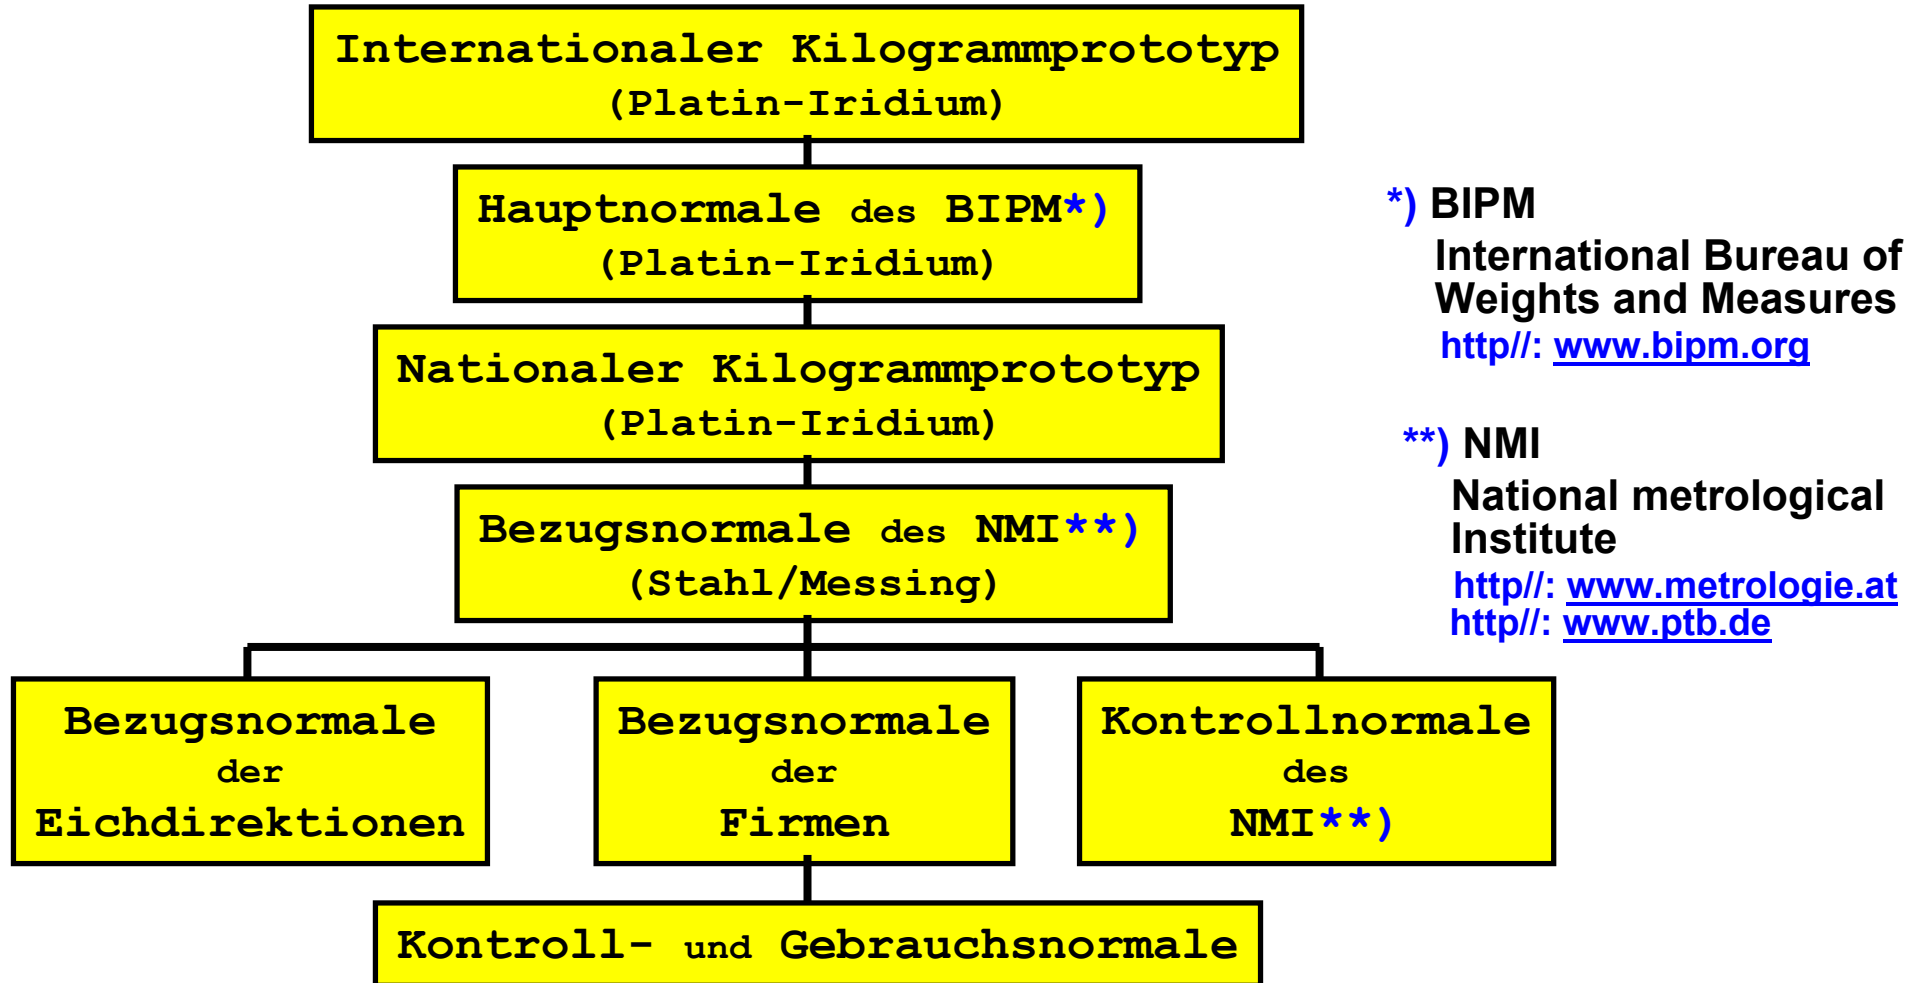 Internationaler Kilogrammprototyp
(Platin-Iridium)
Hauptnormale des BIPM*)
(Platin-Iridium)
Nationaler Kilogrammprototyp
(Platin-Iridium)
Bezugsnormale des NMI**)
(Stahl/Messing)
Bezugsnormale
der
Eichdirektionen
Bezugsnormale
der
Firmen
Kontrollnormale
des
NMI**)
Kontroll- und Gebrauchsnormale
*) BIPM
International Bureau of
Weights and Measures
http//: www.bipm.org
**) NMI
National metrological
Institute
http//: www.metrologie.at
http//: www.ptb.de